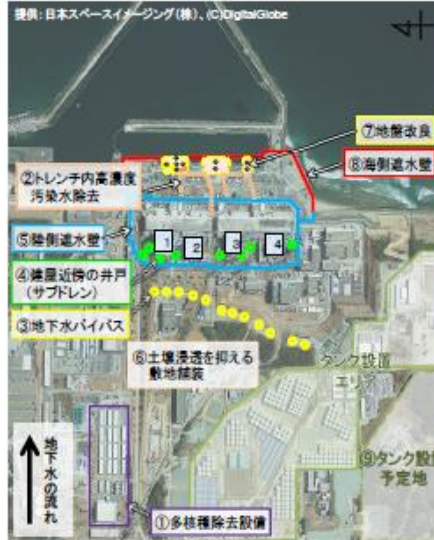 提供：日本スペースイメージング（株）、(C)DigitalGlobe
⑦地盤改良
⑧海側遮水壁
②トレンチ内高濃度
汚染水除去
⑤陸側遮水壁
1
2
3
4
④建屋近傍の井戸
（サブドレン）
③地下水バイパス
⑥土壌浸透を抑える
敷地舗装
タンク設置
エリア
⑨タンク設
予定地
地下水の流れ
①多核種除去設備